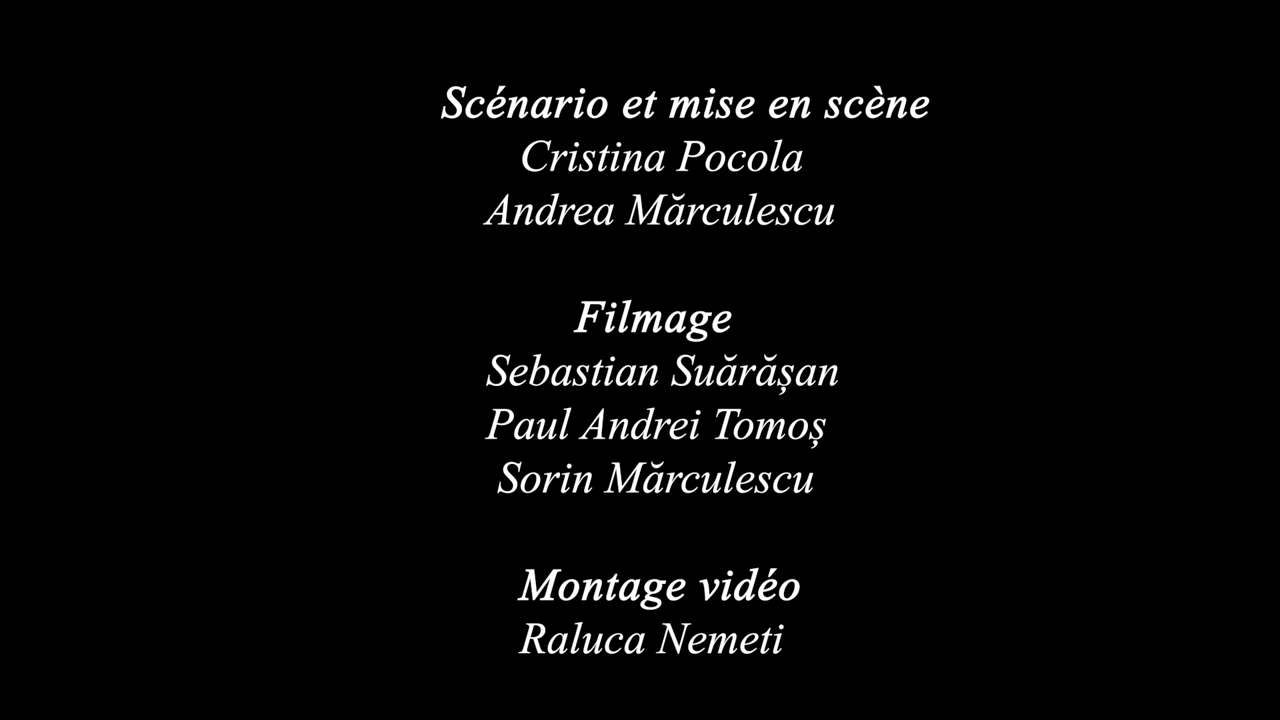 Scénario et mise en scène
Cristina Pocola
Andrea Mărculescu
Filmage
Sebastian Suărășan
Paul Andrei Tomoș
Sorin Mărculescu
Montage vidéo
Raluca Nemeti